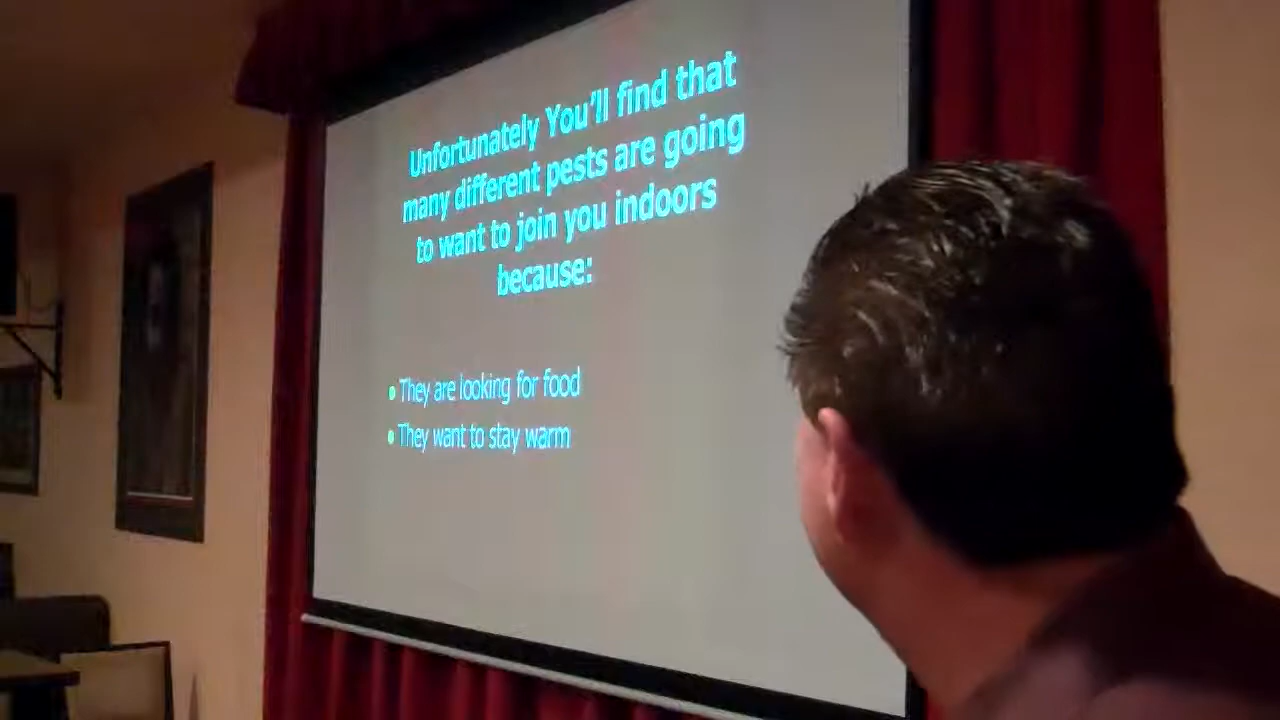 Unfortunately You'll find that
many different pests are going
to want to join you indoors
because:
• They are looking for food
• They want to stay warm